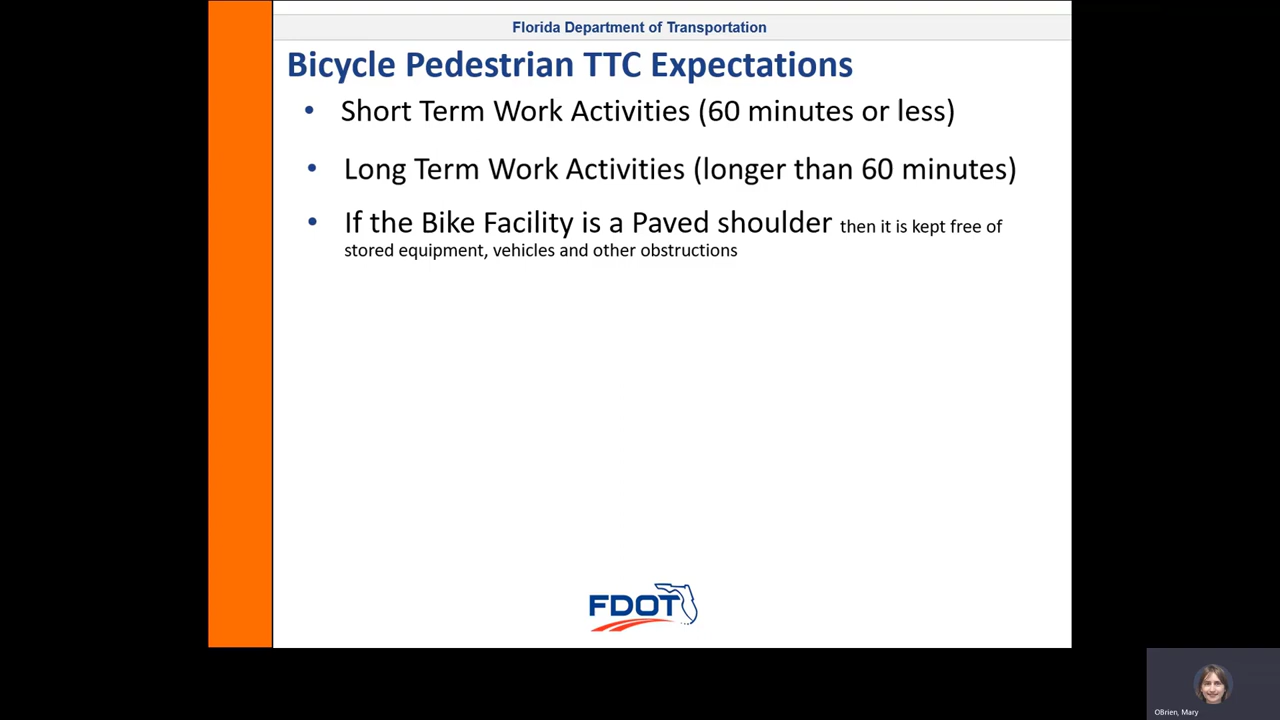 Florida Department of Transportation
Bicycle Pedestrian TTC Expectations
• Short Term Work Activities (60 minutes or less)
• Long Term Work Activities (longer than 60 minutes)
• If the Bike Facility is a Paved shoulder then it is kept free of
stored equipment, vehicles and other obstructions
FDOT
OBrien, Mary